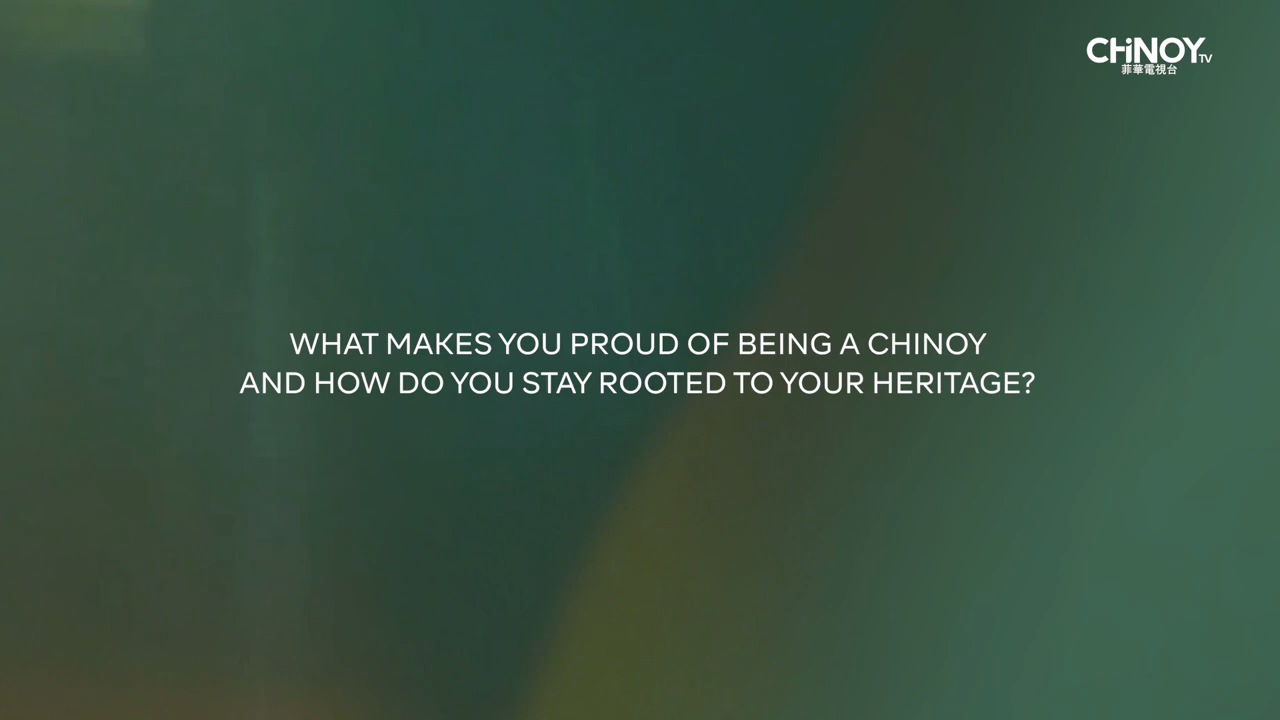 CHiNOY TV
菲華電視台
WHAT MAKES YOU PROUD OF BEING A CHINOY
AND HOW DO YOU STAY ROOTED TO YOUR HERITAGE?